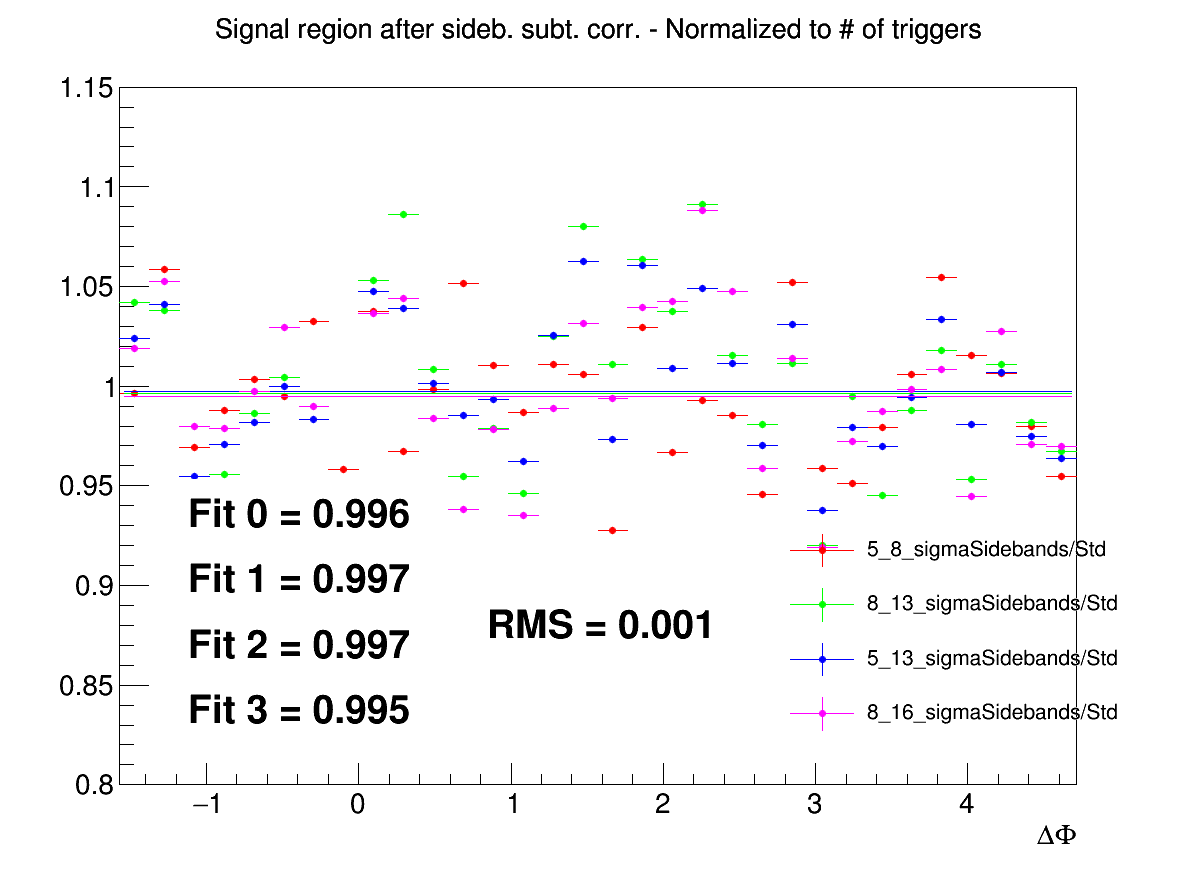 Signal region after sideb. subt. corr. - Normalized to # of triggers
1.15
1.1
1.05
1
0.95
0.9
0.85
0.8
Fit 0 = 0.996
Fit 1 = 0.997
Fit 2 = 0.997
Fit 3 = 0.995
RMS = 0.001
5_8_sigmaSidebands/Std
8_13_sigmaSidebands/Std
5_13_sigmaSidebands/Std
8_16_sigmaSidebands/Std
−1 0 1 2 3 4
ΔΦ